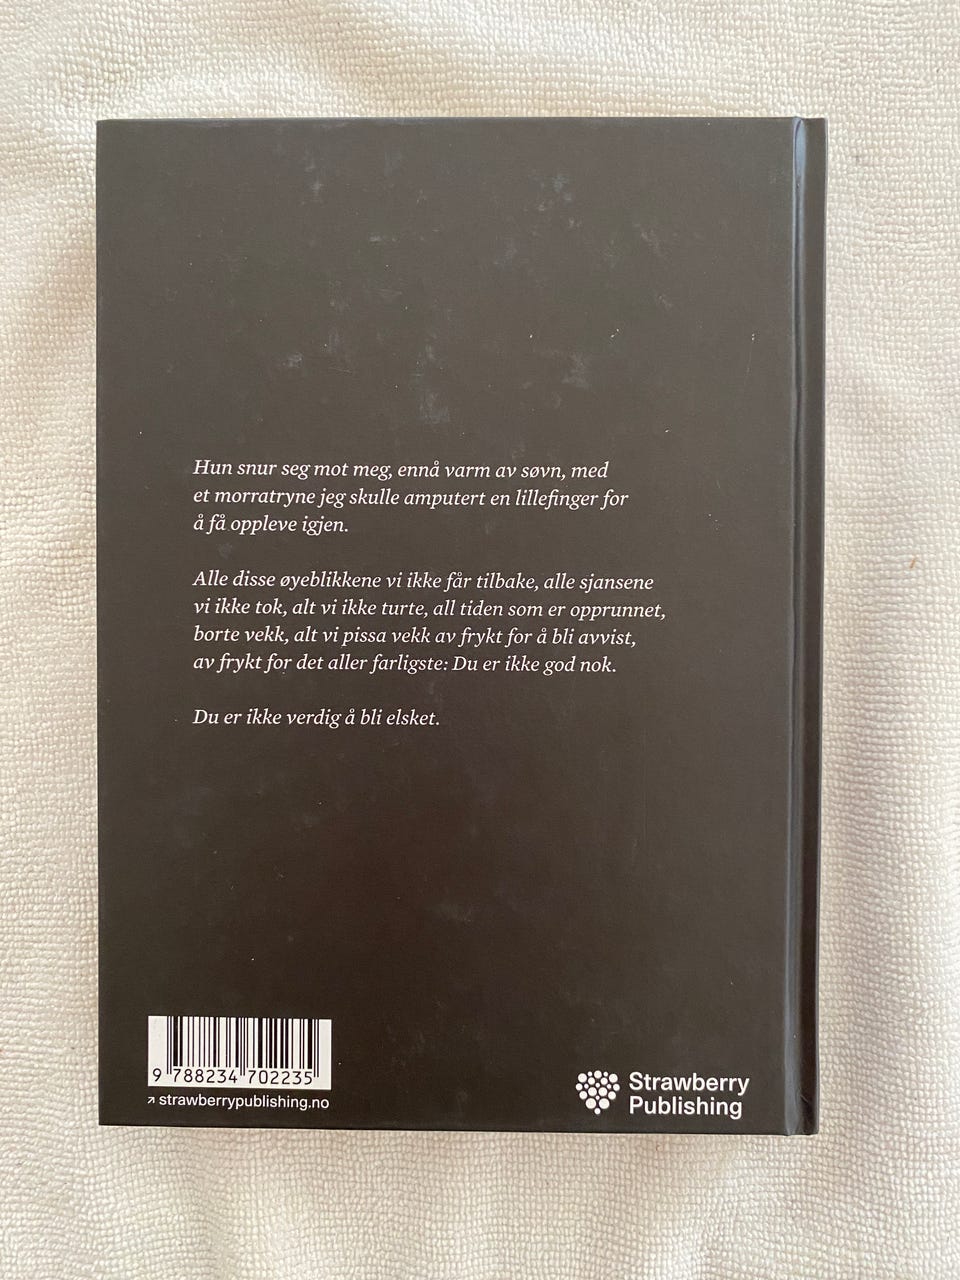 Hun snur seg mot meg, ennå varm av søvn, med
et morratryne jeg skulle amputert en lillefinger for
å få oppleve igjen.
Alle disse øyeblikkene vi ikke får tilbake, alle sjansene
vi ikke tok, alt vi ikke turte, all tiden som er opprunnet,
borte vekk, alt vi pissa vekk av frykt for å bli avvist,
av frykt for det aller farligste: Du er ikke god nok.
Du er ikke verdig å bli elsket.
9 788234 702235
↗ strawberrypublishing.no
Strawberry
Publishing